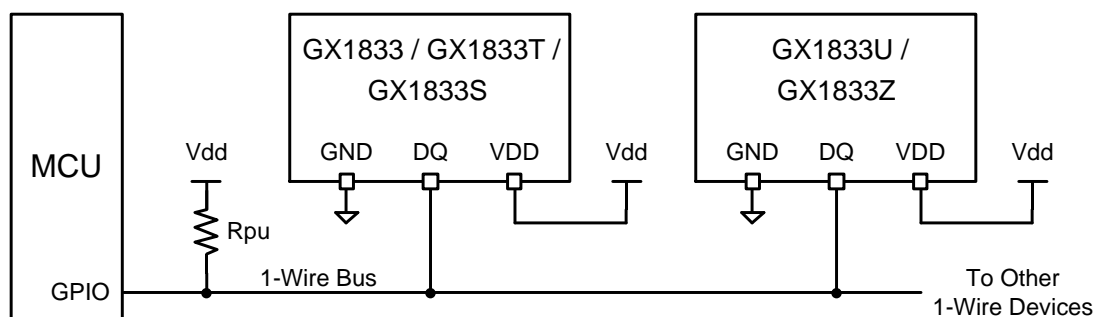 GX1833 / GX1833T /
GX1833S
GX1833U /
GX1833Z
MCU
Vdd
GND
DQ
VDD
Vdd
GND
DQ
VDD
Vdd
Rpu
GPIO
1-Wire Bus
To Other
1-Wire Devices